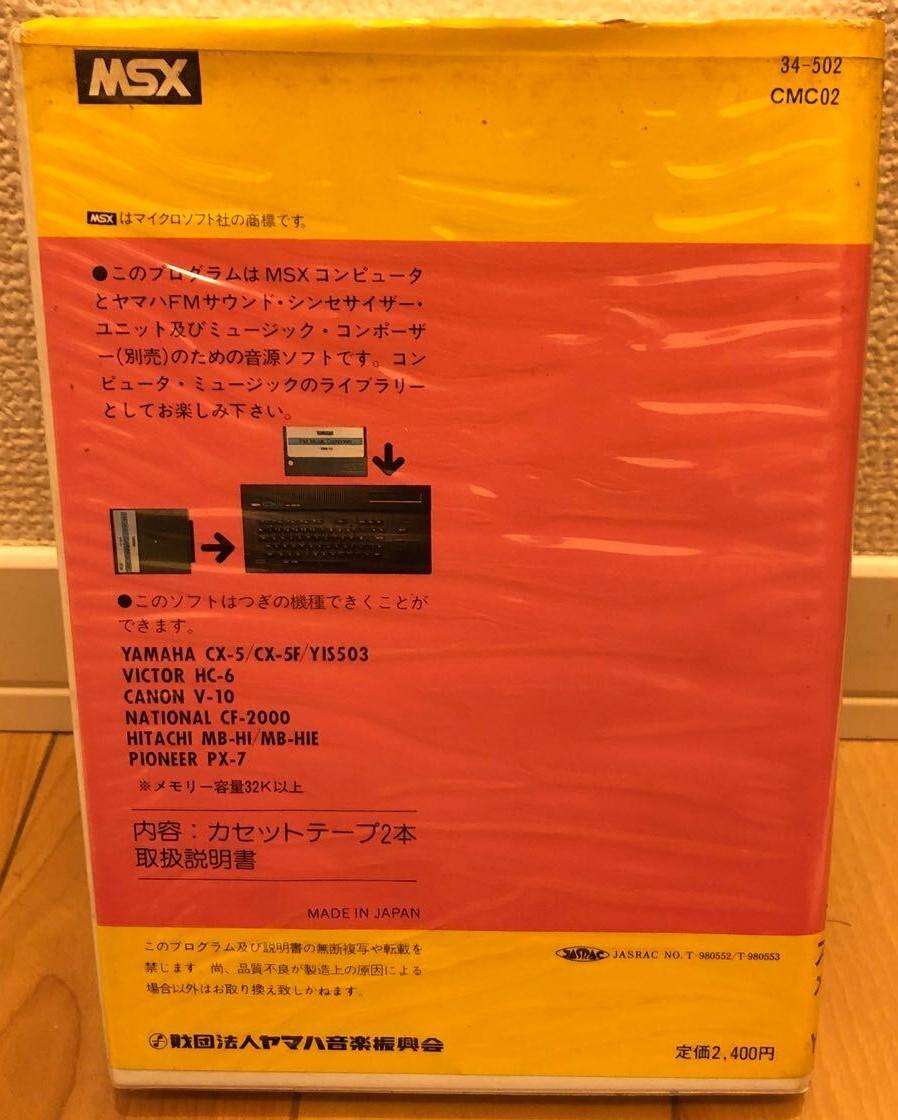 MSX
34-502
CMC02
MSXはマイクロソフト社の商標です。
●このプログラムはMSXコンピュータ
とヤマハFMサウンド・シンセサイザー・
ユニット及びミュージック・コンポーザ
ー(別売)のための音源ソフトです。コン
ピュータ・ミュージックのライブラリー
としてお楽しみ下さい。
●このソフトはつぎの機種できくことが
できます。
YAMAHA CX-5/CX-5F/YIS503
VICTOR HC-6
CANON V-10
NATIONAL CF-2000
HITACHI MB-HI/MB-HIE
PIONEER PX-7
※メモリー容量32K以上
内容：カセットテープ2本
取扱説明書
MADE IN JAPAN
このプログラム及び説明書の無断複写や転載を
禁じます。尚、品質不良が製造上の原因による
場合以外はお取り換え致しかねます。
JASRAC JASRAC NO. T-980552/T-980553
財団法人ヤマハ音楽振興会
定価2,400円